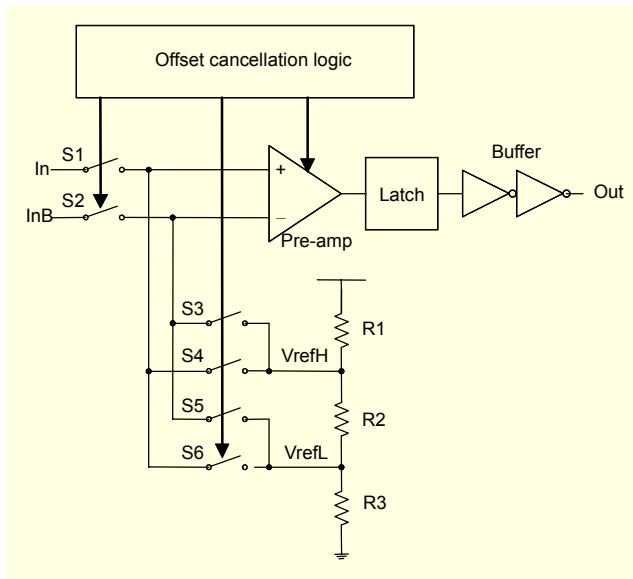 Offset cancellation logic
S1
In
S2
InB
+
−
Pre-amp
Latch
Buffer
Out
S3
R1
S4
VrefH
S5
R2
S6
VrefL
R3